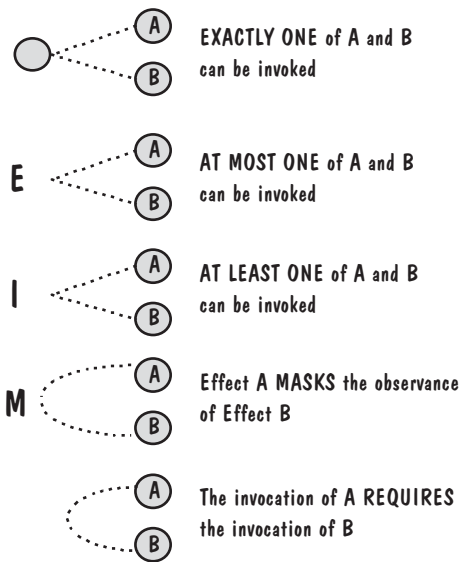 A
EXACTLY ONE of A and B
can be invoked
B
E
A
AT MOST ONE of A and B
can be invoked
B
I
A
AT LEAST ONE of A and B
can be invoked
B
M
A
Effect A MASKS the observance
of Effect B
B
A
The invocation of A REQUIRES
the invocation of B
B